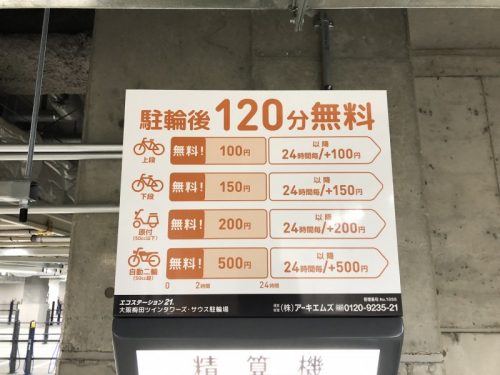 駐輪後120分無料
上段 無料! 100円 以降 24時間毎/+100円
下段 無料! 150円 以降 24時間毎/+150円
原付 (50cc以下) 無料! 200円 以降 24時間毎/+200円
自動二輪 (50cc超) 無料! 500円 以降 24時間毎/+500円
0 2時間 24時間
エコステーション21.
大阪梅田ツインタワーズ・サウス駐輪場
(株)アーキエムズ 0120-9235-21
精算機